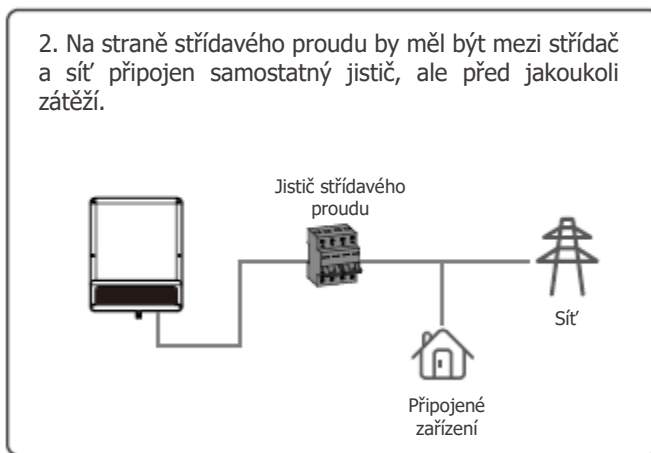 2. Na straně střídavého proudu by měl být mezi střídač
a síť připojen samostatný jistič, ale před jakoukoli
zátěží.
Jistič střídavého
proudu
Síť
Připojené
zařízení